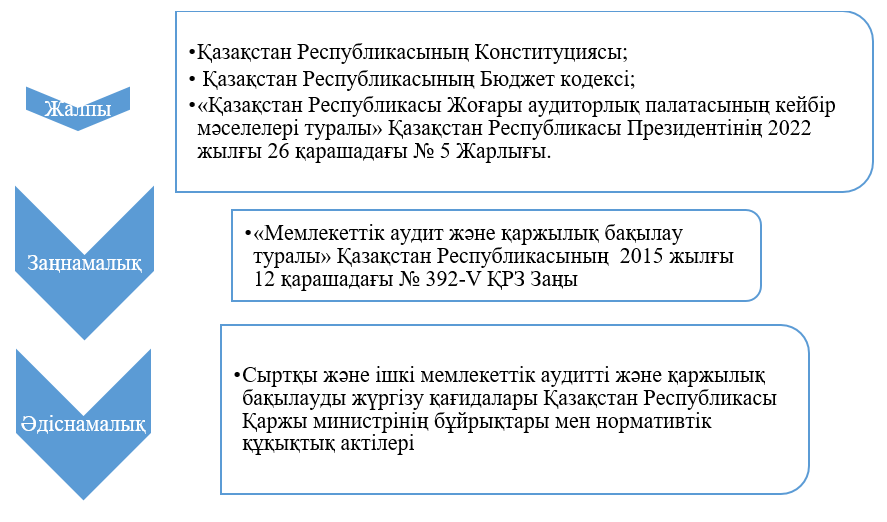 Жалпы
•Қазақстан Республикасының Конституциясы;
• Қазақстан Республикасының Бюджет кодексі;
•«Қазақстан Республикасы Жоғары аудиторлық палатасының кейбір
мәселелері туралы» Қазақстан Республикасы Президентінің 2022
жылғы 26 қарашадағы № 5 Жарлығы.
Заңнамалық
•«Мемлекеттік аудит және қаржылық бақылау
туралы» Қазақстан Республикасының  2015 жылғы
12 қарашадағы № 392-V ҚРЗ Заңы
Әдіснамалық
•Сыртқы және ішкі мемлекеттік аудитті және қаржылық
бақылауды жүргізу қағидалары Қазақстан Республикасы
Қаржы министрінің бұйрықтары мен нормативтік
құқықтық актілері